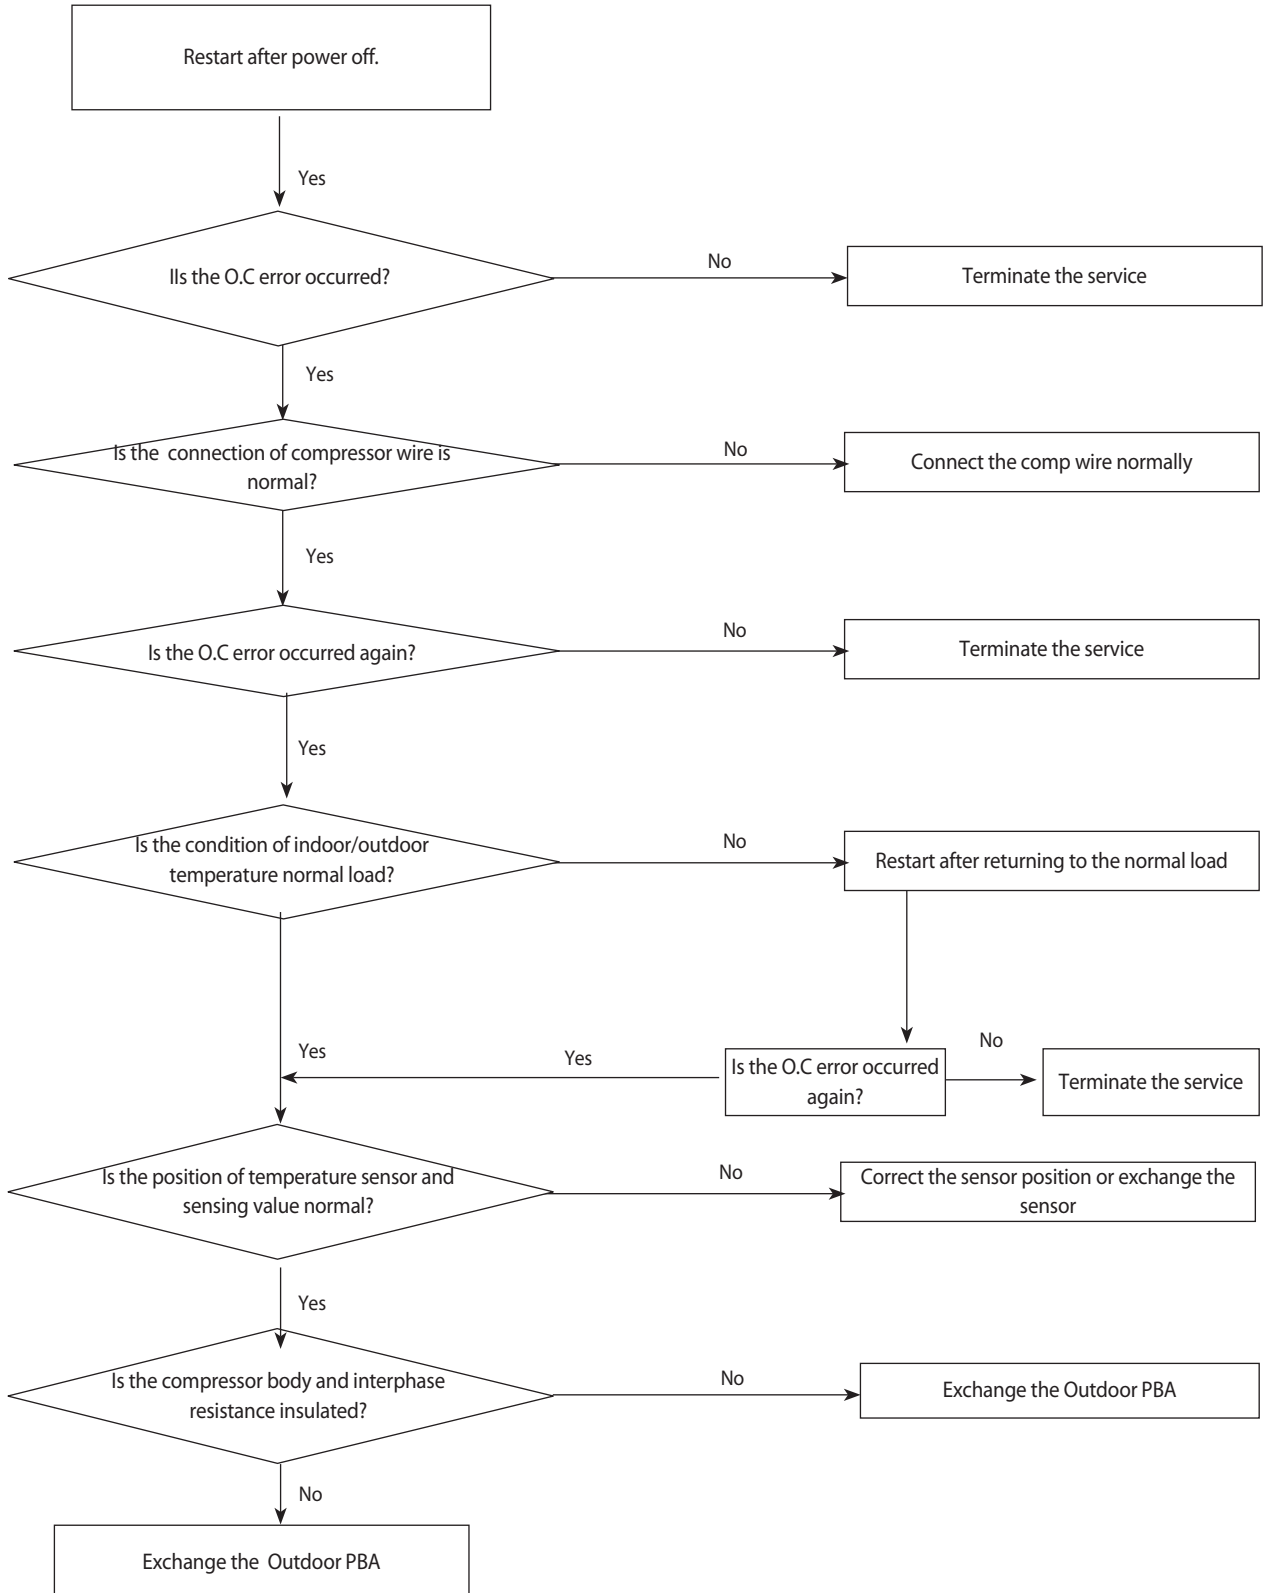 Restart after power off.
Yes
IIs the O.C error occurred?
No
Terminate the service
Yes
Is the  connection of compressor wire is
normal?
No
Connect the comp wire normally
Yes
Is the O.C error occurred again?
No
Terminate the service
Yes
Is the condition of indoor/outdoor
temperature normal load?
No
Restart after returning to the normal load
Yes
Yes
Is the O.C error occurred
again?
No
Terminate the service
Is the position of temperature sensor and
sensing value normal?
No
Correct the sensor position or exchange the
sensor
Yes
Is the compressor body and interphase
resistance insulated?
No
Exchange the Outdoor PBA
No
Exchange the  Outdoor PBA